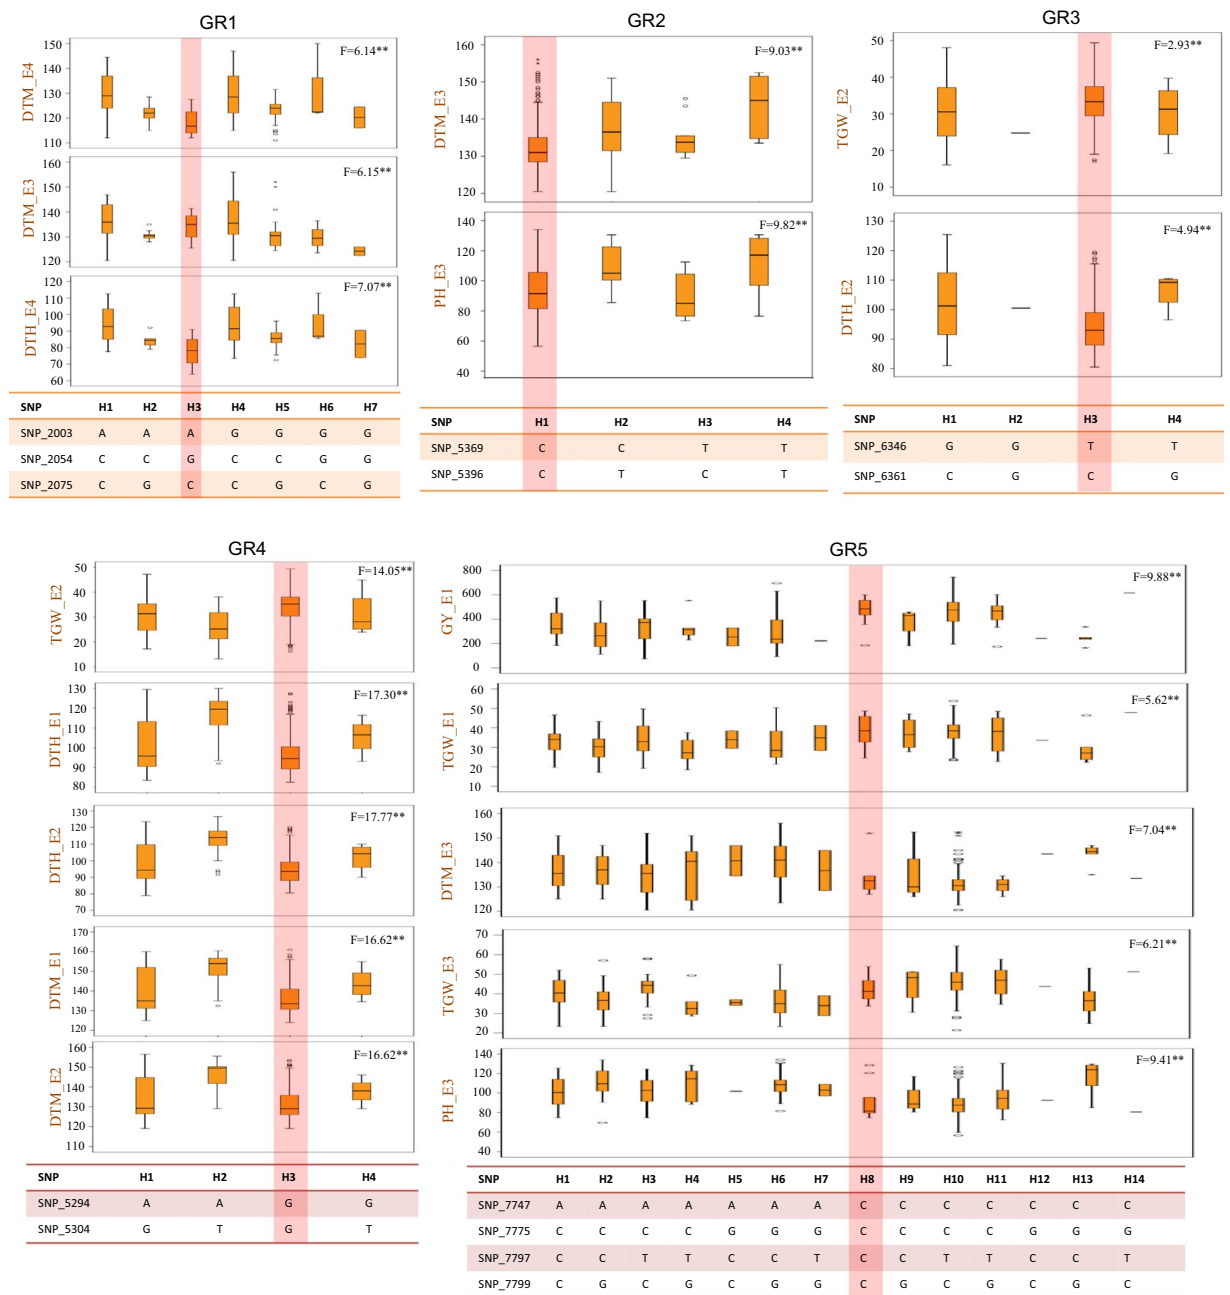 GR1
F=6.14**
DTM_E4
150
140
130
120
110
F=6.15**
DTM_E3
160
150
140
130
120
F=7.07**
DTH_E4
120
110
100
90
80
70
60
SNP H1 H2 H3 H4 H5 H6 H7
SNP_2003 A A A G G G G
SNP_2054 C C G C C G G
SNP_2075 C G C C G C G
GR2
F=9.03**
DTM_E3
160
150
140
130
120
F=9.82**
PH_E3
140
120
100
80
60
40
SNP H1 H2 H3 H4
SNP_5369 C C T T
SNP_5396 C T C T
GR3
F=2.93**
TGW_E2
50
40
30
20
10
F=4.94**
DTH_E2
130
120
110
100
90
80
SNP H1 H2 H3 H4
SNP_6346 G G T T
SNP_6361 C G C G
GR4
F=14.05**
TGW_E2
50
40
30
20
10
F=17.30**
DTH_E1
130
120
110
100
90
80
F=17.77**
DTH_E2
130
120
110
100
90
80
70
F=16.62**
DTM_E1
170
160
150
140
130
120
F=16.62**
DTM_E2
160
150
140
130
120
110
SNP H1 H2 H3 H4
SNP_5294 A A G G
SNP_5304 G T G T
GR5
F=9.88**
GY_E1
800
600
400
200
0
F=5.62**
TGW_E1
60
50
40
30
20
10
F=7.04**
DTM_E3
160
150
140
130
120
F=6.21**
TGW_E3
70
60
50
40
30
20
F=9.41**
PH_E3
140
120
100
80
60
40
SNP H1 H2 H3 H4 H5 H6 H7 H8 H9 H10 H11 H12 H13 H14
SNP_7747 A A A A A A A C C C C C C C
SNP_7775 C C C C G G G C C C C G G G
SNP_7797 C C T T C C T C C T T C C T
SNP_7799 C G C G C G G C G C G C G C